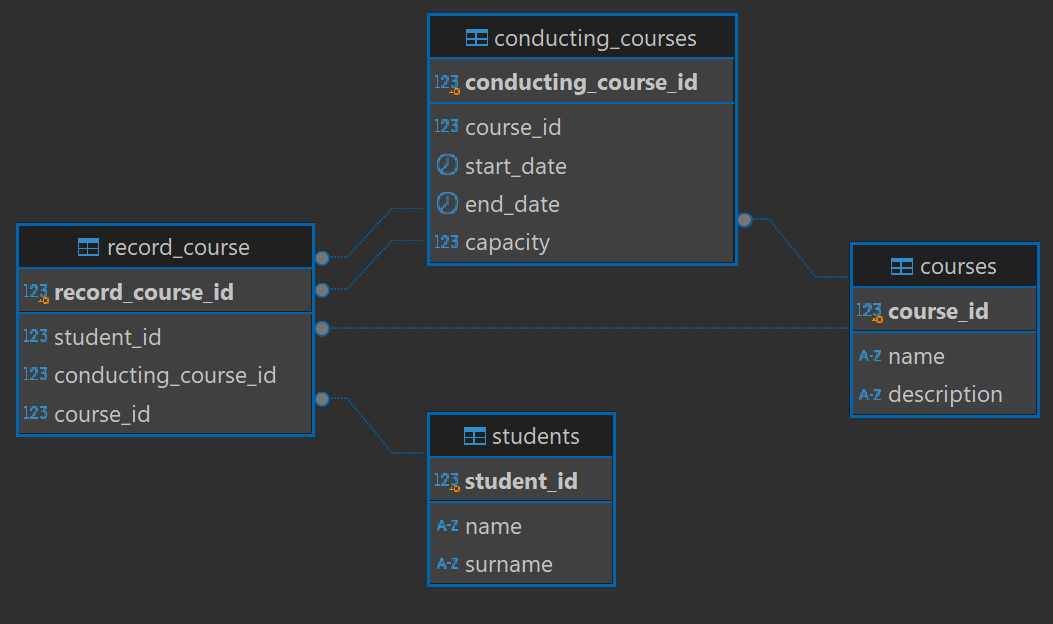 conducting_courses
123 conducting_course_id
123 course_id
start_date
end_date
123 capacity
record_course
123 record_course_id
123 student_id
123 conducting_course_id
123 course_id
courses
123 course_id
A-Z name
A-Z description
students
123 student_id
A-Z name
A-Z surname